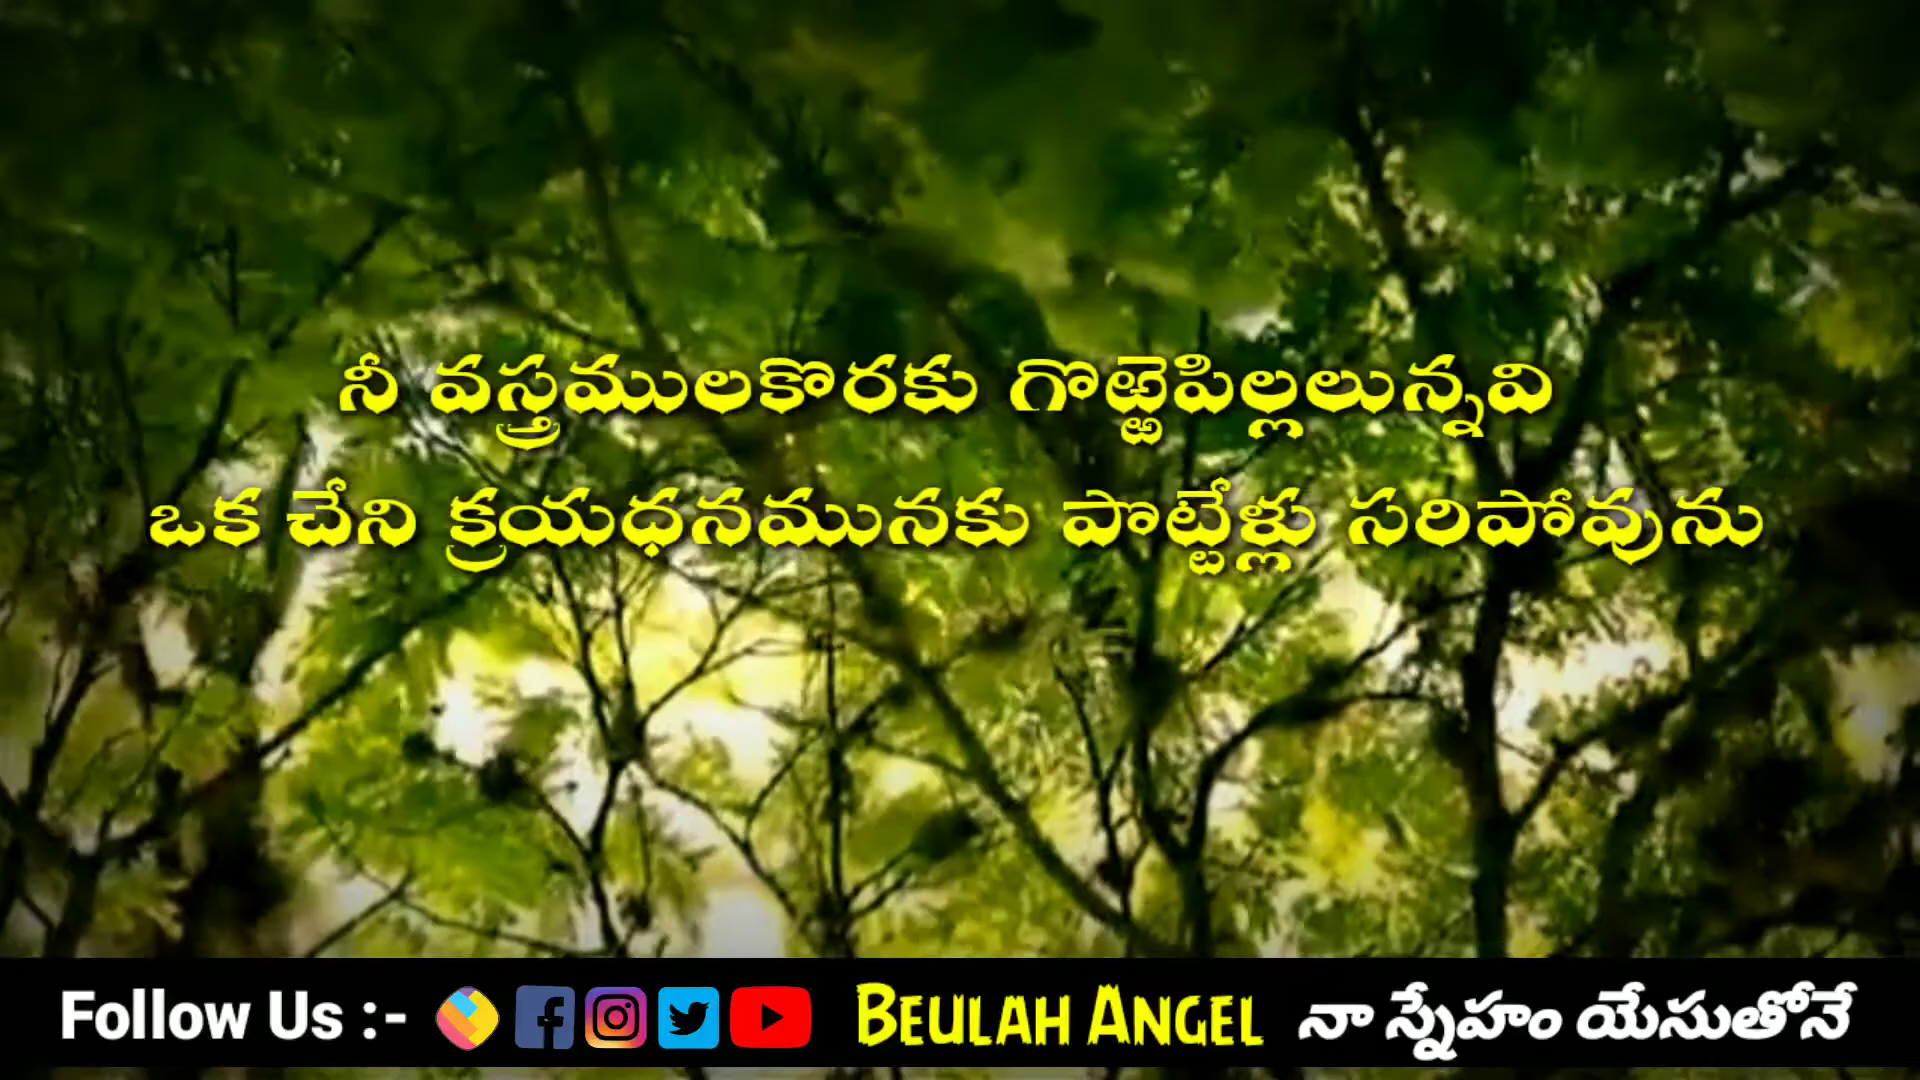 నీ వస్త్రములకొరకు గొఱ్ఱెపిల్లలున్నవి
ఒక చేని క్రయధనమునకు పొట్టేళ్లు సరిపోవును
Follow Us :- BEULAH ANGEL నా స్నేహం యేసుతోనే